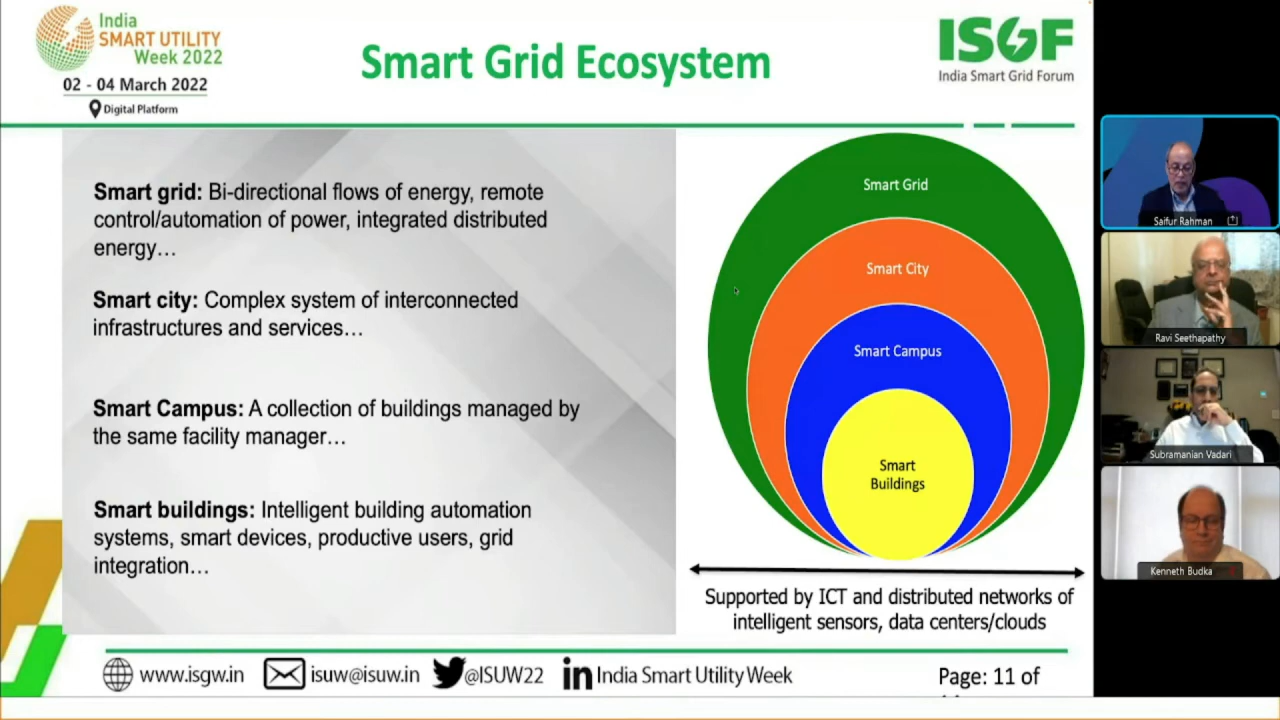 India
SMART UTILITY
Week 2022
02 - 04 March 2022
Digital Platform
Smart Grid Ecosystem
ISGF
India Smart Grid Forum
Smart grid: Bi-directional flows of energy, remote
control/automation of power, integrated distributed
energy…
Smart city: Complex system of interconnected
infrastructures and services…
Smart Campus: A collection of buildings managed by
the same facility manager…
Smart buildings: Intelligent building automation
systems, smart devices, productive users, grid
integration…
Smart Grid
Smart City
Smart Campus
Smart
Buildings
Supported by ICT and distributed networks of
intelligent sensors, data centers/clouds
www.isgw.in
isuw@isuw.in
@ISUW22
in India Smart Utility Week
Page: 11 of
Saifur Rahman
Ravi Seethapathy
Subramanian Vadari
Kenneth Budka